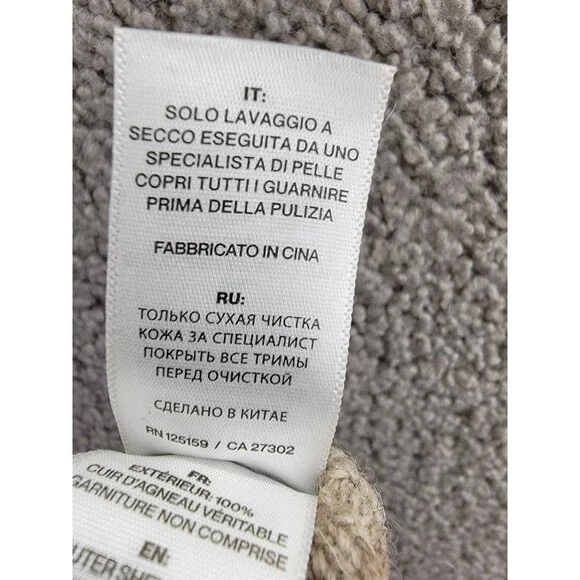 IT:
SOLO LAVAGGIO A
SECCO ESEGUITA DA UNO
SPECIALISTA DI PELLE
COPRI TUTTI I GUARNIRE
PRIMA DELLA PULIZIA
FABBRICATO IN CINA
RU:
ТОЛЬКО СУХАЯ ЧИСТКА
КОЖА ЗА СПЕЦИАЛИСТ
ПОКРЫТЬ ВСЕ ТРИМЫ
ПЕРЕД ОЧИСТКОЙ
СДЕЛАНО В КИТАЕ
RN 125159 / CA 27302
FR:
EXTÉRIEUR: 100%
CUIR D'AGNEAU VÉRITABLE
GARNITURE NON COMPRISE
EN: